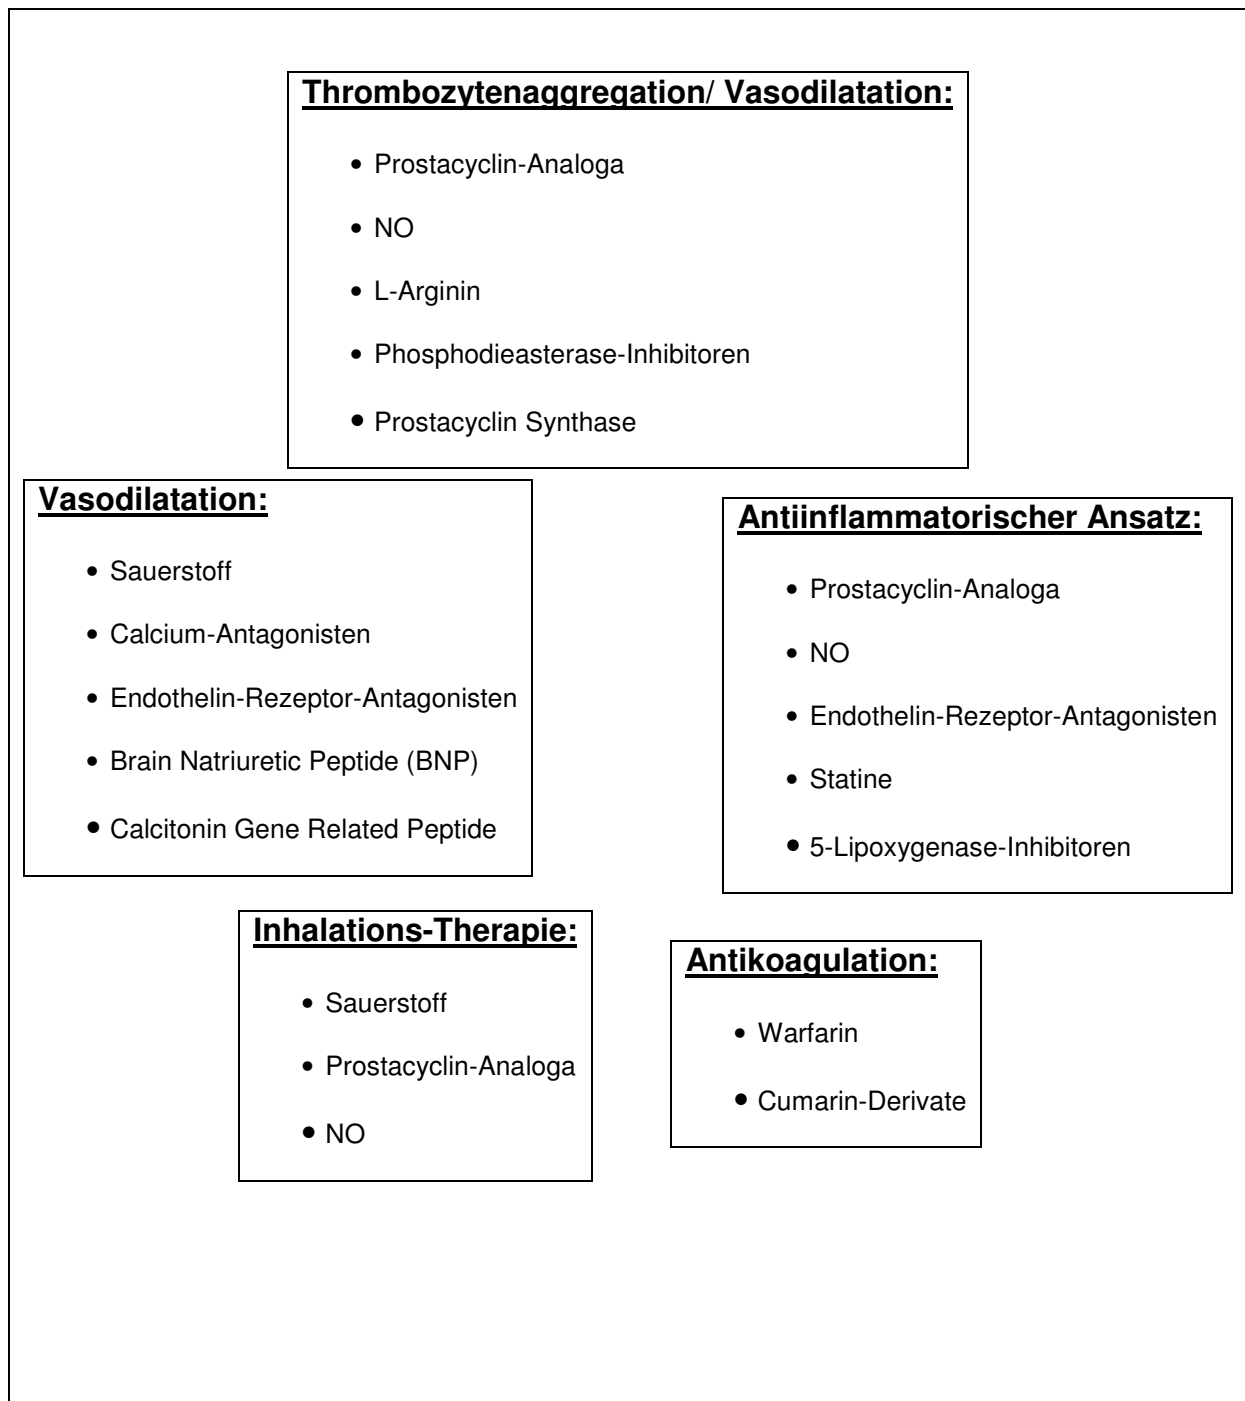 Thrombozytenaggregation/ Vasodilatation:
• Prostacyclin-Analoga
• NO
• L-Arginin
• Phosphodieasterase-Inhibitoren
• Prostacyclin Synthase
Vasodilatation:
• Sauerstoff
• Calcium-Antagonisten
• Endothelin-Rezeptor-Antagonisten
• Brain Natriuretic Peptide (BNP)
• Calcitonin Gene Related Peptide
Antiinflammatorischer Ansatz:
• Prostacyclin-Analoga
• NO
• Endothelin-Rezeptor-Antagonisten
• Statine
• 5-Lipoxygenase-Inhibitoren
Inhalations-Therapie:
• Sauerstoff
• Prostacyclin-Analoga
• NO
Antikoagulation:
• Warfarin
• Cumarin-Derivate